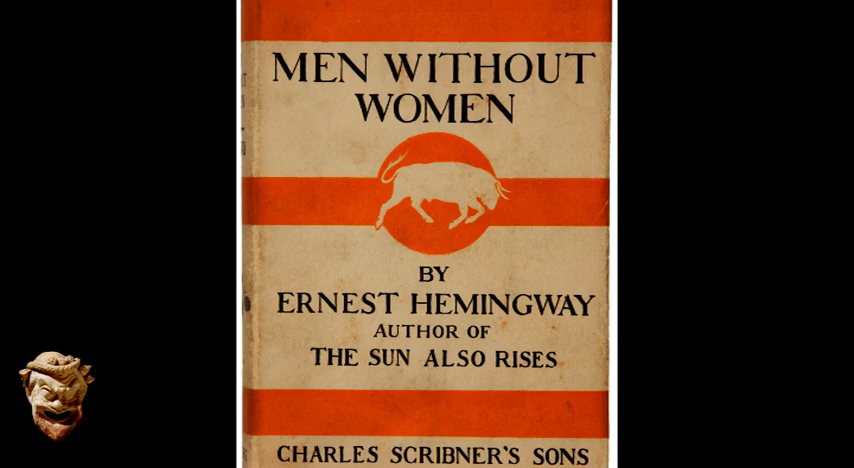 MEN WITHOUT
WOMEN
BY
ERNEST HEMINGWAY
AUTHOR OF
THE SUN ALSO RISES
CHARLES SCRIBNER'S SONS